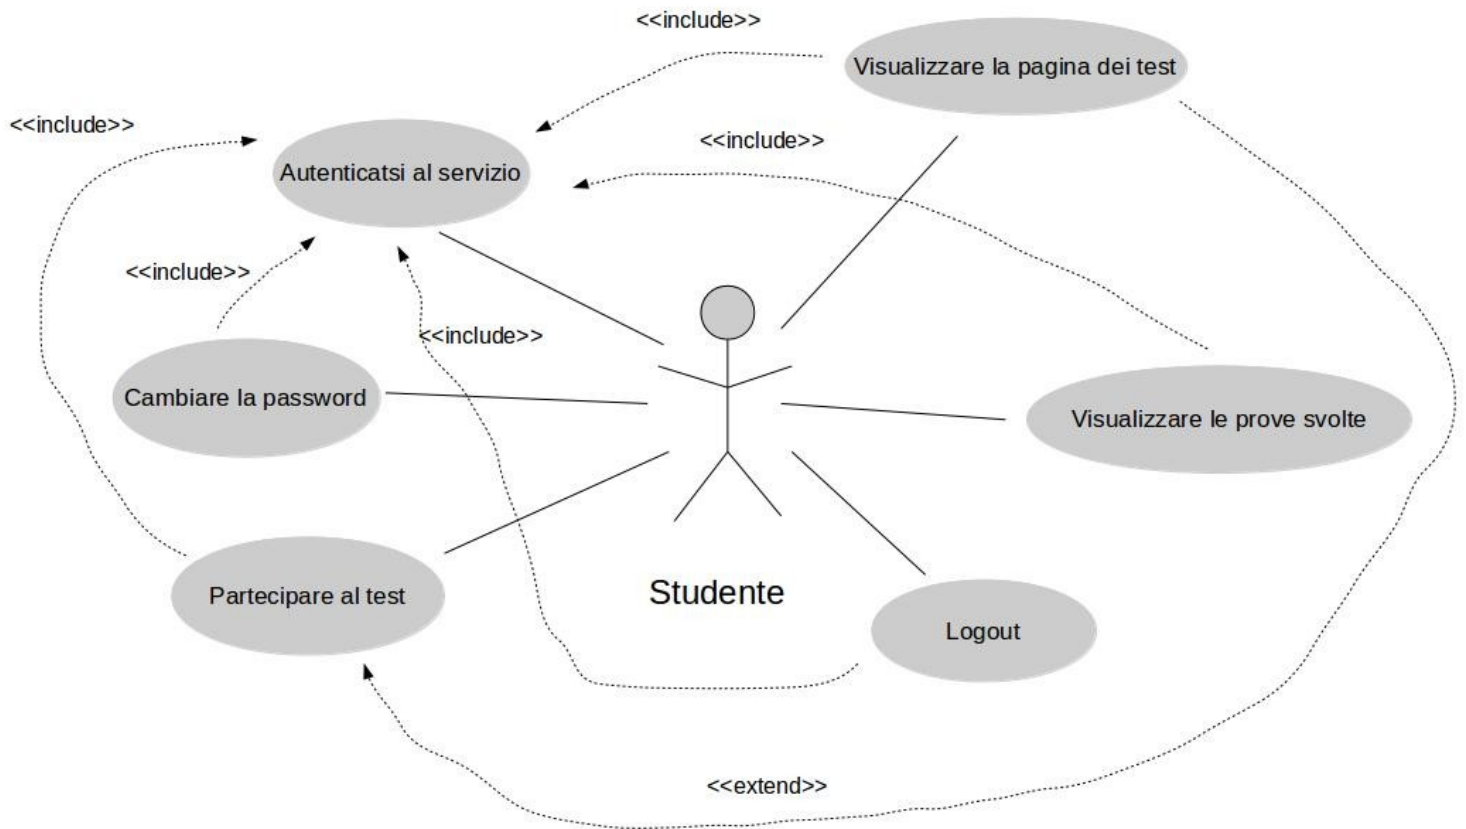 <<include>>
Visualizzare la pagina dei test
<<include>>
<<include>>
Autenticatsi al servizio
<<include>>
<<include>>
Cambiare la password
Visualizzare le prove svolte
Partecipare al test
Studente
Logout
<<extend>>